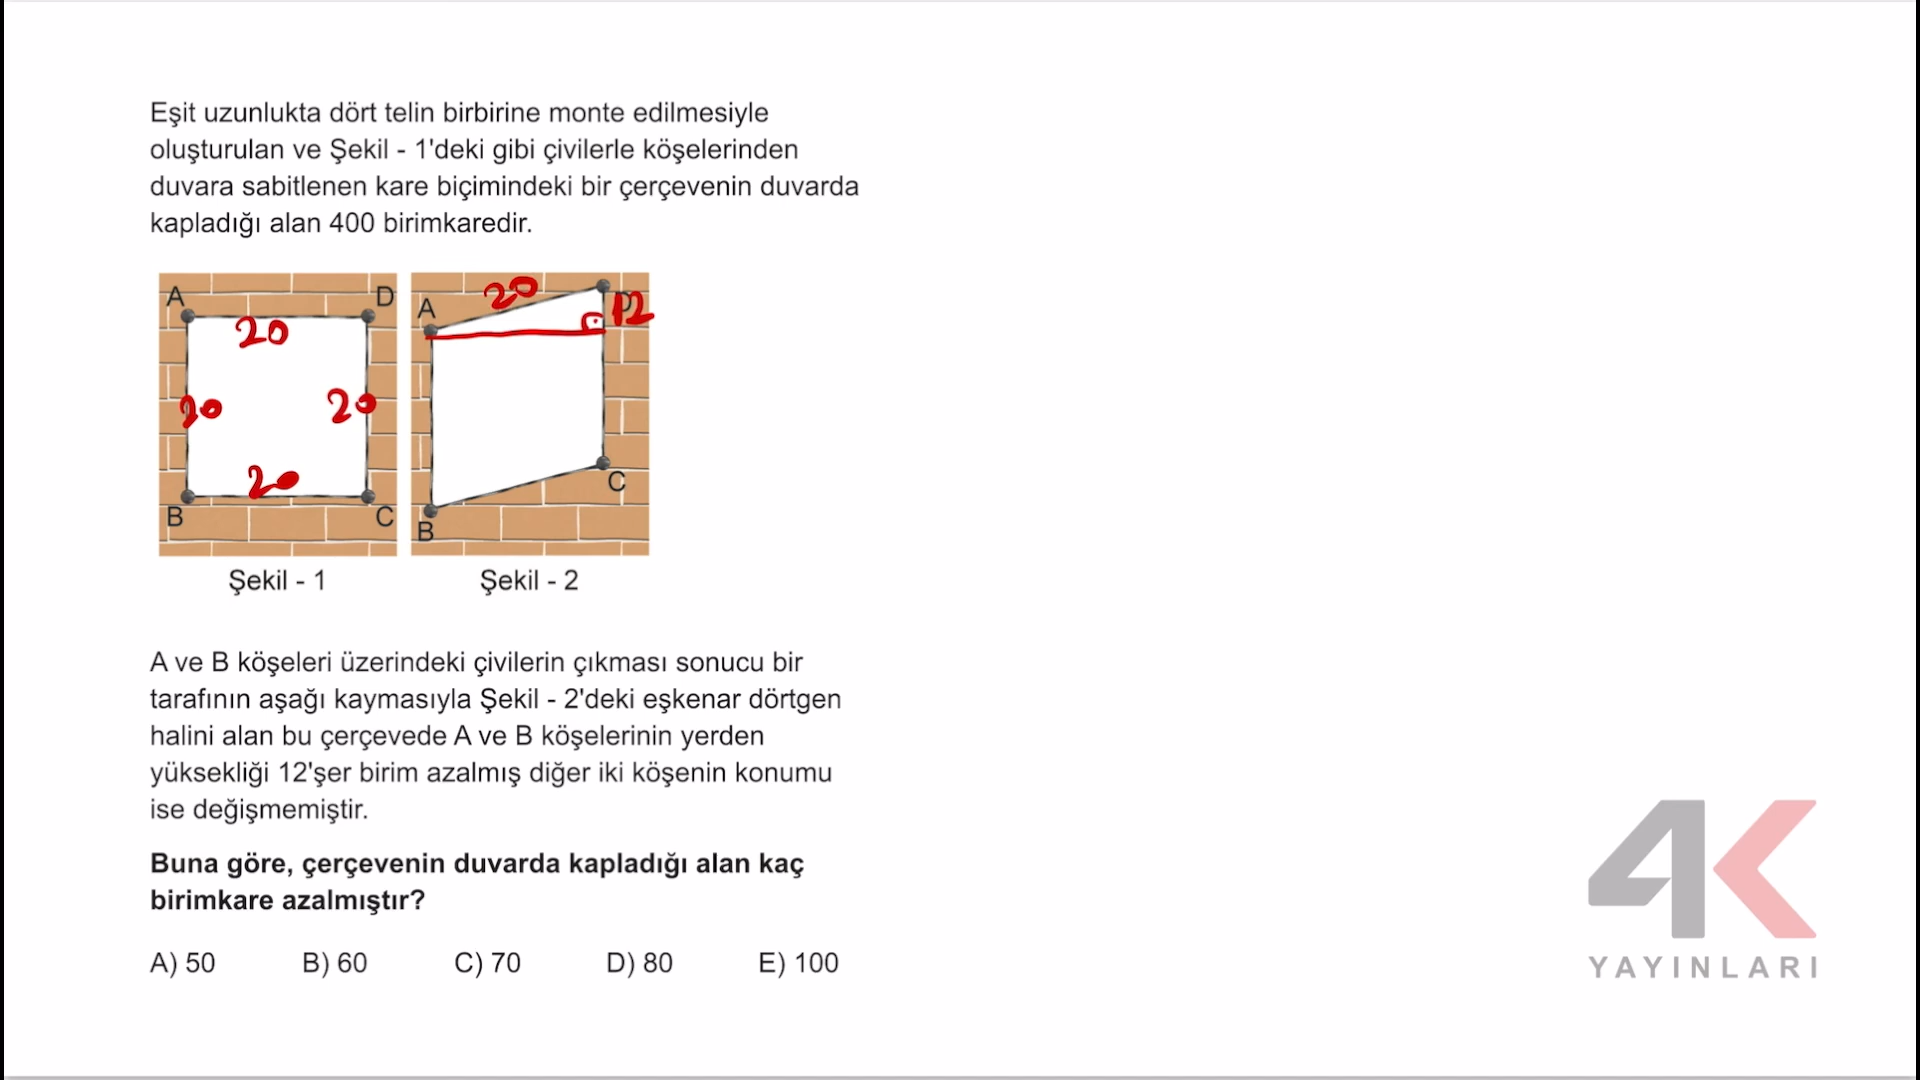 Eşit uzunlukta dört telin birbirine monte edilmesiyle
oluşturulan ve Şekil - 1'deki gibi çivilerle köşelerinden
duvara sabitlenen kare biçimindeki bir çerçevenin duvarda
kapladığı alan 400 birimkaredir.
A D
20
20 20
20
B C
Şekil - 1
A 20 12
C
B
Şekil - 2
A ve B köşeleri üzerindeki çivilerin çıkması sonucu bir
tarafının aşağı kaymasıyla Şekil - 2'deki eşkenar dörtgen
halini alan bu çerçevede A ve B köşelerinin yerden
yüksekliği 12'şer birim azalmış diğer iki köşenin konumu
ise değişmemiştir.
Buna göre, çerçevenin duvarda kapladığı alan kaç
birimkare azalmıştır?
A) 50 B) 60 C) 70 D) 80 E) 100
4K
YAYINLARI